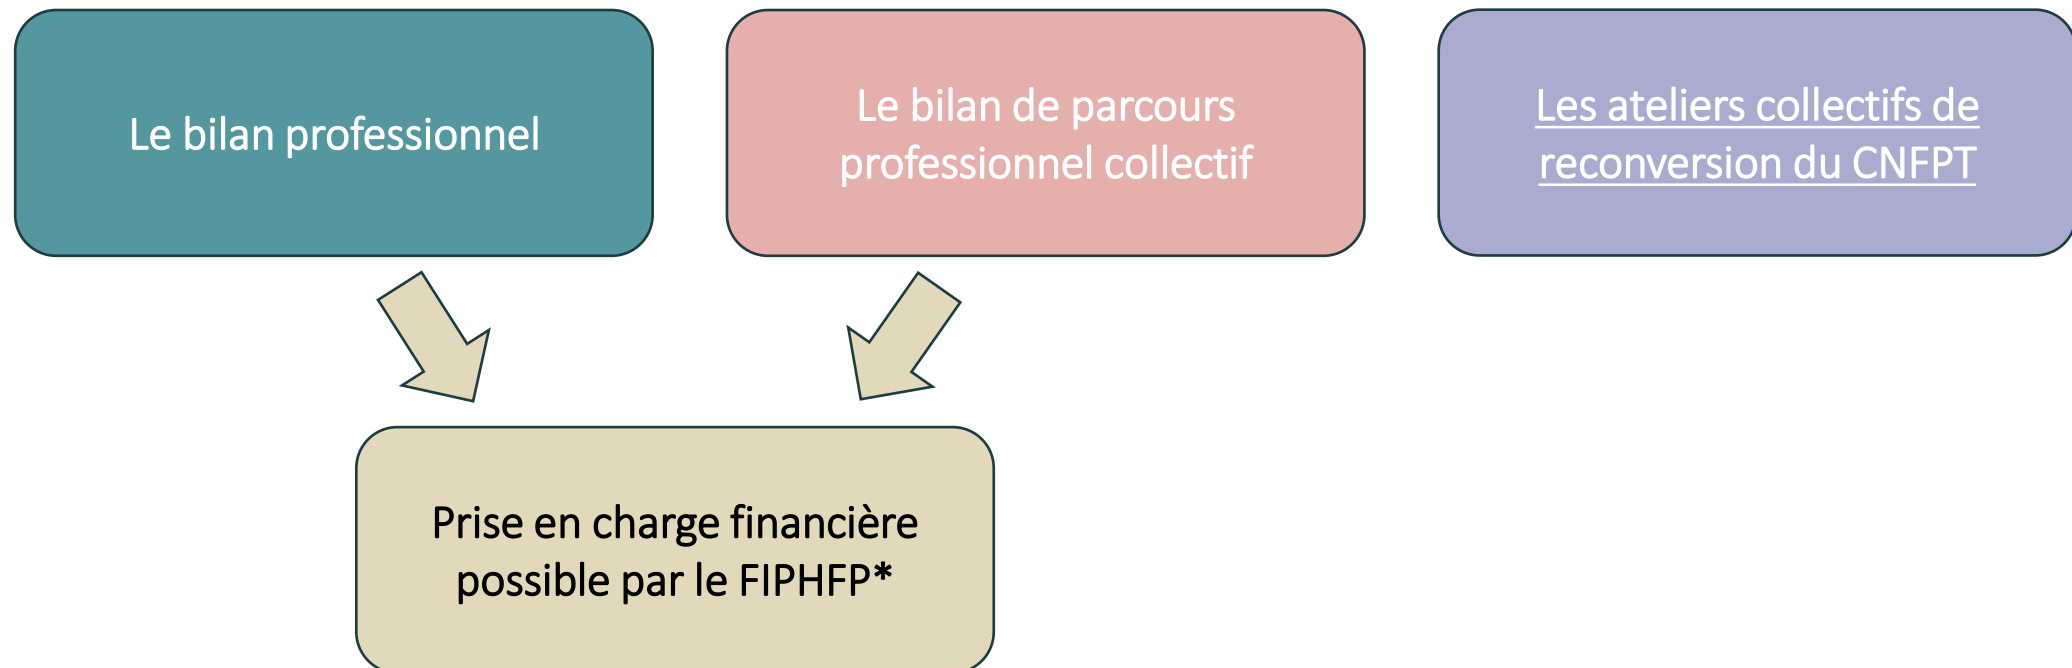 Le bilan professionnel
Le bilan de parcours
professionnel collectif
Les ateliers collectifs de
reconversion du CNFPT
Prise en charge financière
possible par le FIPHFP*